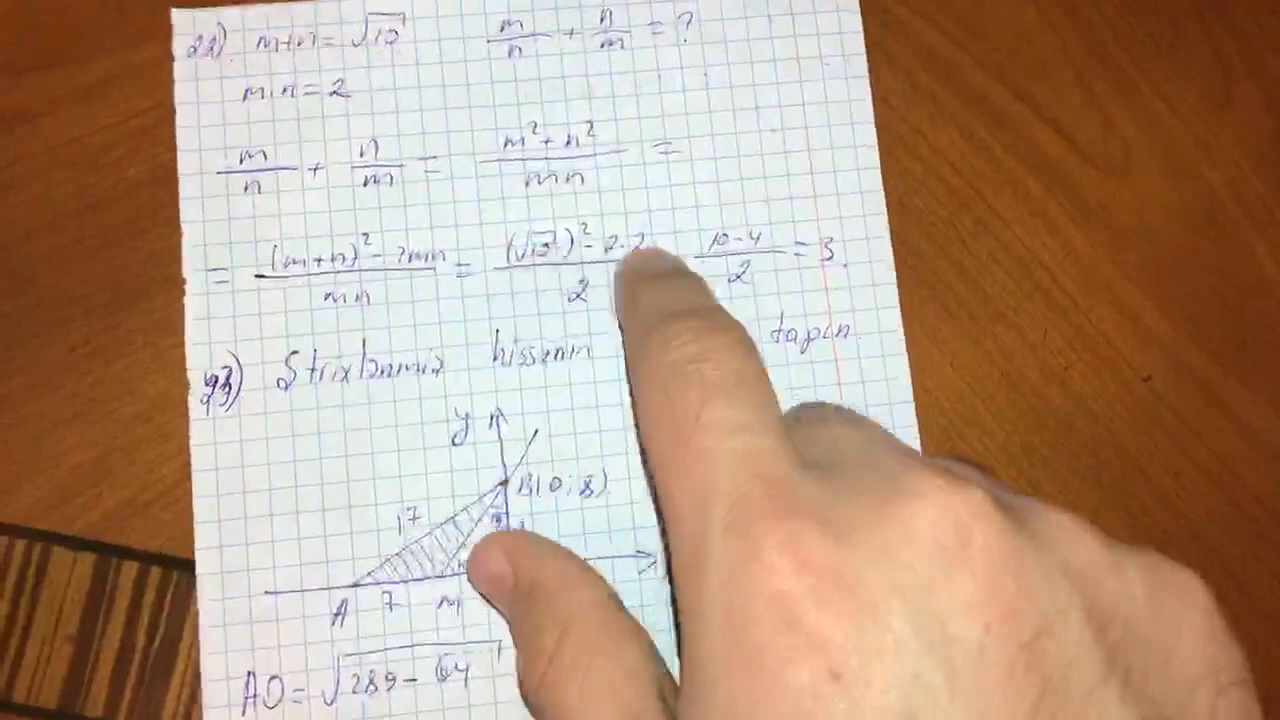 22) m+n = √10 m/n + n/m = ?
m·n = 2
m/n + n/m = (m² + n²)/(mn) =
= ((m+n)² - 2mn)/(mn) = ((√10)² - 2·2)/2 (10-4)/2 = 3.
23) Ştrixlənmiş hissənin tapın.
y
B(0; 8)
17
A 7 M
AO = √(289 - 64)